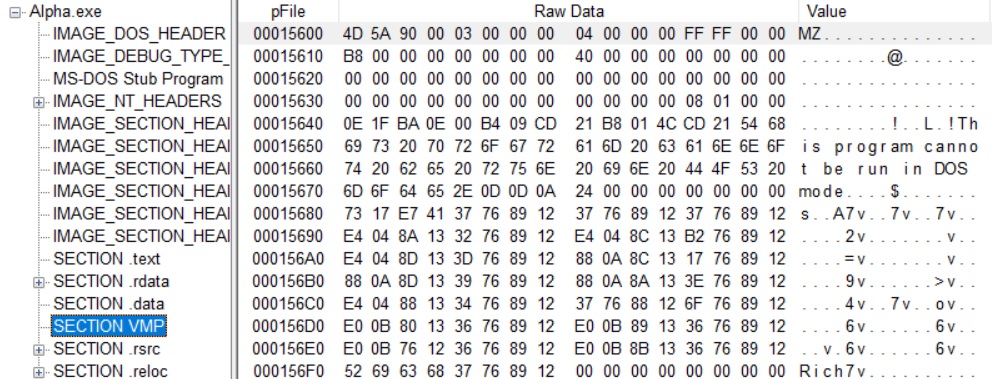 Alpha.exe pFile Raw Data Value
IMAGE_DOS_HEADER 00015600 4D 5A 90 00 03 00 00 00 04 00 00 00 FF FF 00 00 MZ..............
IMAGE_DEBUG_TYPE_ 00015610 B8 00 00 00 00 00 00 00 40 00 00 00 00 00 00 00 ........@.......
MS-DOS Stub Program 00015620 00 00 00 00 00 00 00 00 00 00 00 00 00 00 00 00 ................
IMAGE_NT_HEADERS 00015630 00 00 00 00 00 00 00 00 00 00 00 00 08 01 00 00 ................
IMAGE_SECTION_HEAI 00015640 0E 1F BA 0E 00 B4 09 CD 21 B8 01 4C CD 21 54 68 ........!..L.!Th
IMAGE_SECTION_HEAI 00015650 69 73 20 70 72 6F 67 72 61 6D 20 63 61 6E 6E 6F is program canno
IMAGE_SECTION_HEAI 00015660 74 20 62 65 20 72 75 6E 20 69 6E 20 44 4F 53 20 t be run in DOS
IMAGE_SECTION_HEAI 00015670 6D 6F 64 65 2E 0D 0D 0A 24 00 00 00 00 00 00 00 mode....$.......
IMAGE_SECTION_HEAI 00015680 73 17 E7 41 37 76 89 12 37 76 89 12 37 76 89 12 s..A7v..7v..7v..
IMAGE_SECTION_HEAI 00015690 E4 04 8A 13 32 76 89 12 E4 04 8C 13 B2 76 89 12 ....2v.......v..
SECTION .text 000156A0 E4 04 8D 13 3D 76 89 12 88 0A 8C 13 17 76 89 12 ....=v.......v..
SECTION .rdata 000156B0 88 0A 8D 13 39 76 89 12 88 0A 8A 13 3E 76 89 12 ....9v......>v..
SECTION .data 000156C0 E4 04 88 13 34 76 89 12 37 76 88 12 6F 76 89 12 ....4v..7v..ov..
SECTION VMP 000156D0 E0 0B 80 13 36 76 89 12 E0 0B 89 13 36 76 89 12 ....6v......6v..
SECTION .rsrc 000156E0 E0 0B 76 12 36 76 89 12 E0 0B 8B 13 36 76 89 12 ..v.6v......6v..
SECTION .reloc 000156F0 52 69 63 68 37 76 89 12 00 00 00 00 00 00 00 00 Rich7v..........